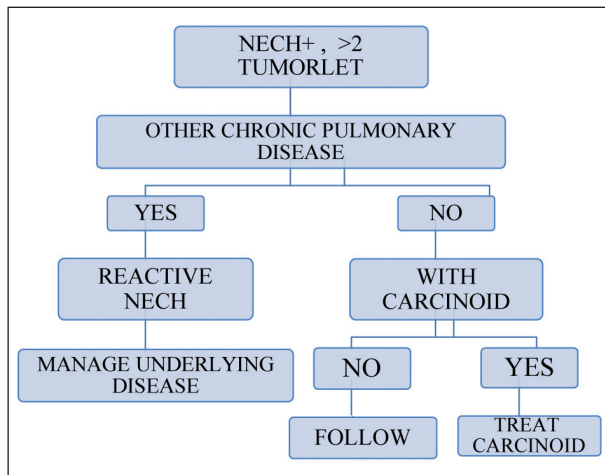 NECH+ , >2
TUMORLET
OTHER CHRONIC PULMONARY
DISEASE
YES
NO
REACTIVE
NECH
WITH
CARCINOID
MANAGE UNDERLYING
DISEASE
NO
YES
FOLLOW
TREAT
CARCINOID